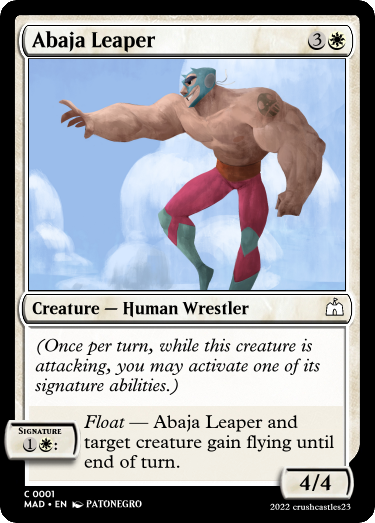 Abaja Leaper 3
Creature — Human Wrestler
(Once per turn, while this creature is
attacking, you may activate one of its
signature abilities.)
SIGNATURE
1 :
Float — Abaja Leaper and
target creature gain flying until
end of turn.
4/4
C 0001
MAD • EN PATONEGRO
2022 crushcastles23